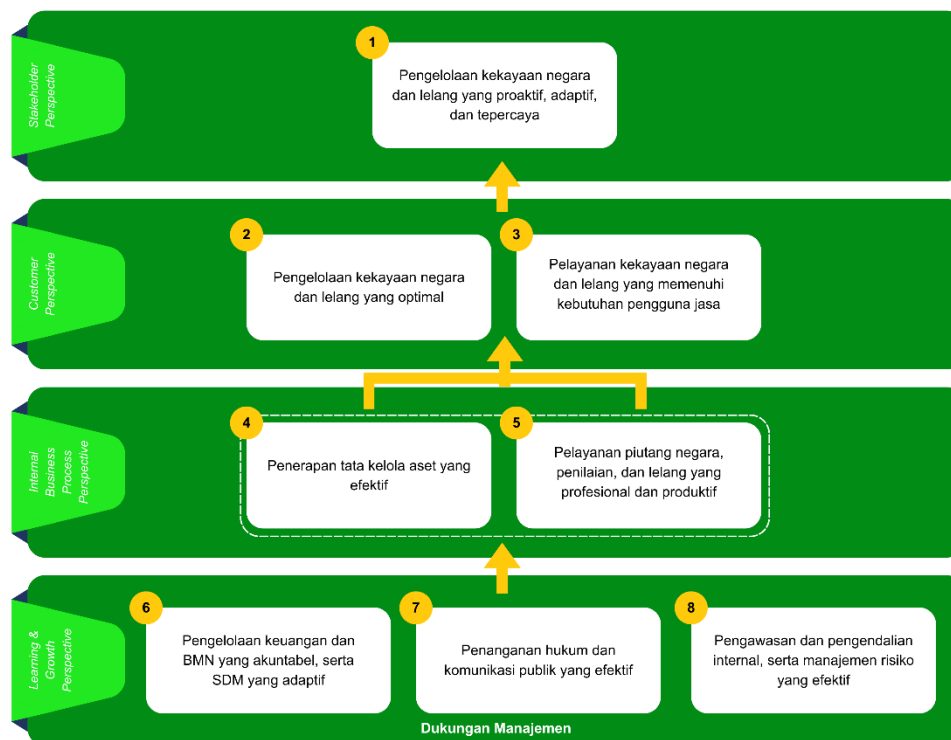 Stakeholder
Perspective
1
Pengelolaan kekayaan negara
dan lelang yang proaktif, adaptif,
dan tepercaya
Customer
Perspective
2
Pengelolaan kekayaan negara
dan lelang yang optimal
3
Pelayanan kekayaan negara
dan lelang yang memenuhi
kebutuhan pengguna jasa
Internal
Business
Process
Perspective
4
Penerapan tata kelola aset yang
efektif
5
Pelayanan piutang negara,
penilaian, dan lelang yang
profesional dan produktif
Learning &
Growth
Perspective
6
Pengelolaan keuangan dan
BMN yang akuntabel, serta
SDM yang adaptif
7
Penanganan hukum dan
komunikasi publik yang efektif
8
Pengawasan dan pengendalian
internal, serta manajemen risiko
yang efektif
Dukungan Manajemen